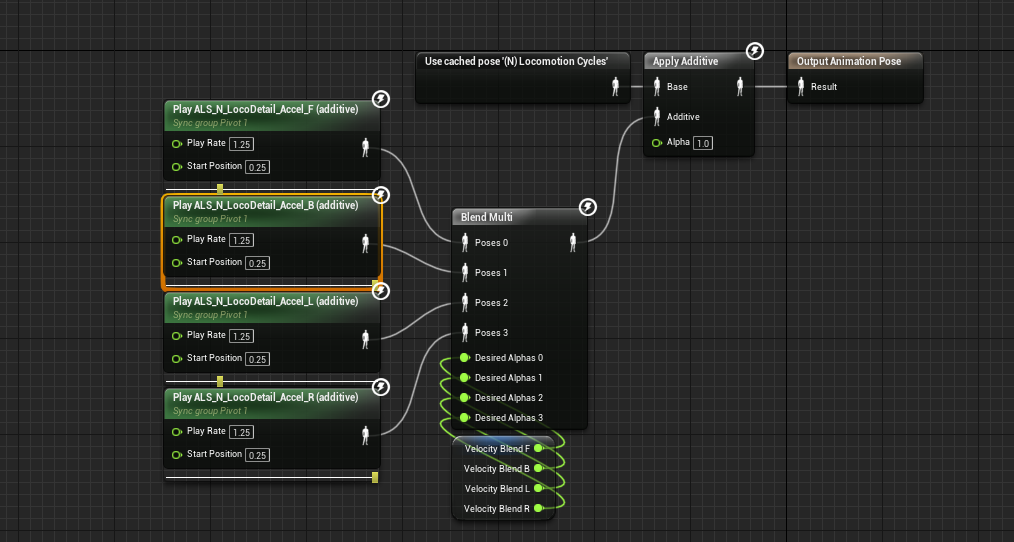 Use cached pose '(N) Locomotion Cycles'
Apply Additive
Base
Additive
Alpha 1.0
Output Animation Pose
Result
Play ALS_N_LocoDetail_Accel_F (additive)
Sync group Pivot 1
Play Rate 1.25
Start Position 0.25
Play ALS_N_LocoDetail_Accel_B (additive)
Sync group Pivot 1
Play Rate 1.25
Start Position 0.25
Play ALS_N_LocoDetail_Accel_L (additive)
Sync group Pivot 1
Play Rate 1.25
Start Position 0.25
Play ALS_N_LocoDetail_Accel_R (additive)
Sync group Pivot 1
Play Rate 1.25
Start Position 0.25
Blend Multi
Poses 0
Poses 1
Poses 2
Poses 3
Desired Alphas 0
Desired Alphas 1
Desired Alphas 2
Desired Alphas 3
Velocity Blend F
Velocity Blend B
Velocity Blend L
Velocity Blend R